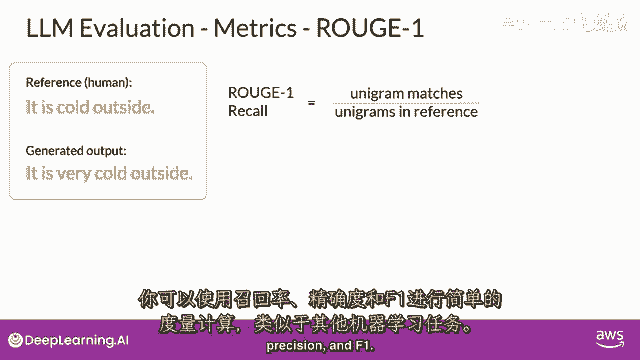 LLM Evaluation - Metrics - ROUGE-1
Reference (human):
It is cold outside.
Generated output:
It is very cold outside.
ROUGE-1
Recall
=
unigram matches
unigrams in reference
你可以使用召回率、精确度和F1进行简单的
度量计算，类似于其他机器学习任务。
precision, and F1.
DeepLearning.AI
aws